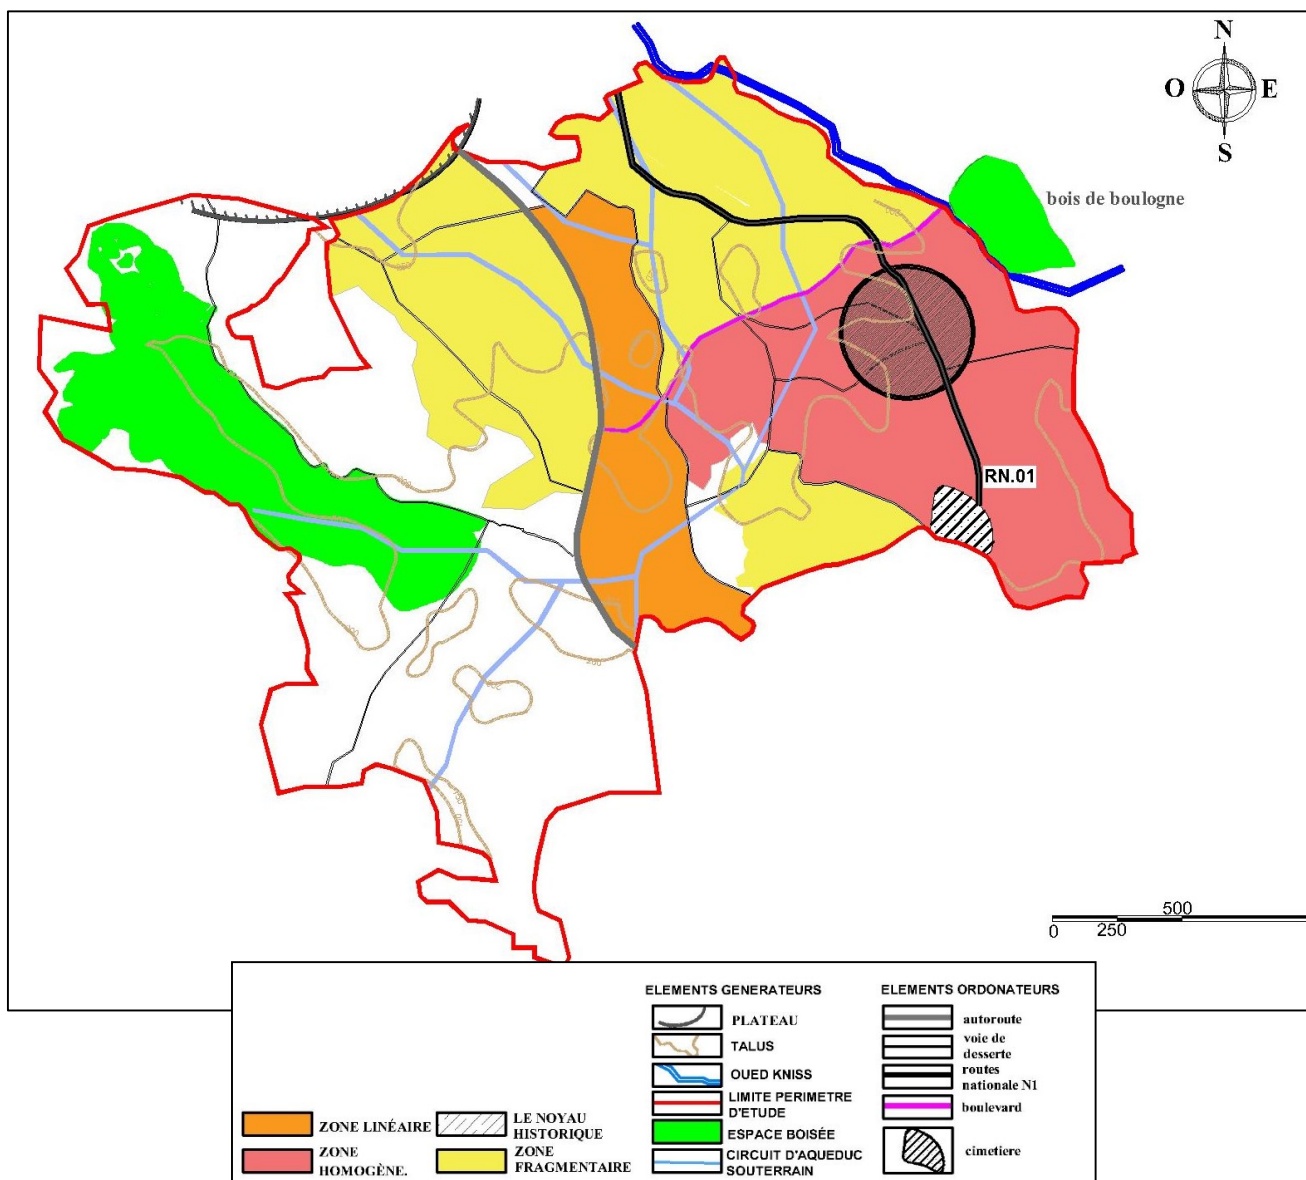 N
O E
S
bois de boulogne
RN.01
500
0 250
ELEMENTS GENERATEURS
PLATEAU
TALUS
OUED KNISS
LIMITE PERIMETRE
D'ETUDE
ESPACE BOISÉE
CIRCUIT D'AQUEDUC
SOUTERRAIN
ELEMENTS ORDONATEURS
autoroute
voie de
desserte
routes
nationale N1
boulevard
cimetiere
ZONE LINÉAIRE
ZONE
HOMOGÈNE.
LE NOYAU
HISTORIQUE
ZONE
FRAGMENTAIRE